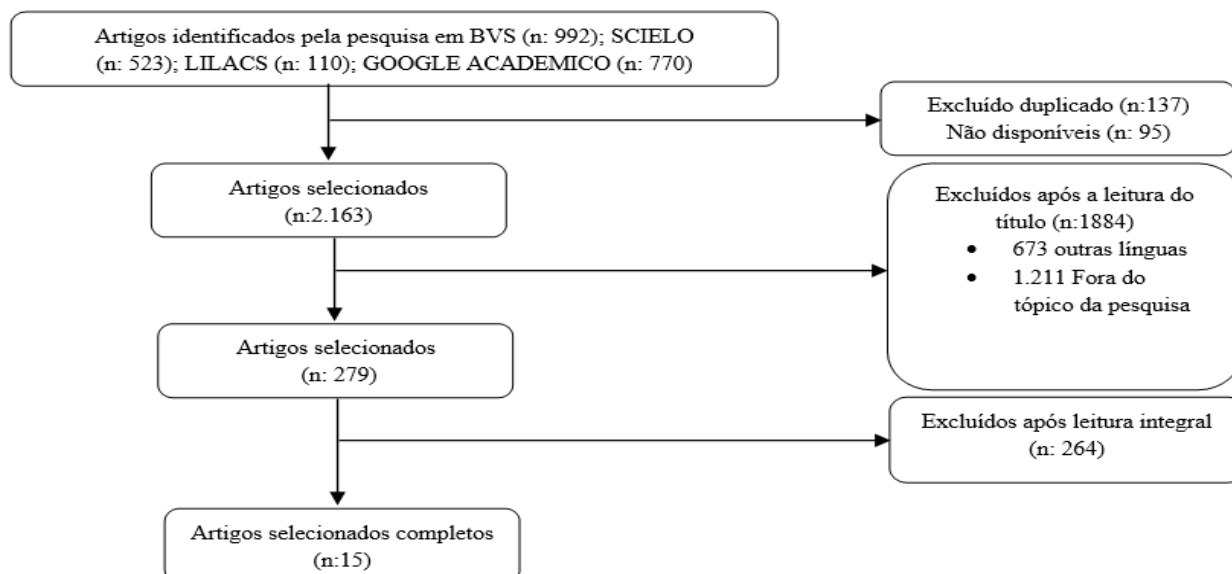 Artigos identificados pela pesquisa em BVS (n: 992); SCIELO
(n: 523); LILACS (n: 110); GOOGLE ACADEMICO (n: 770)
Excluído duplicado (n:137)
Não disponíveis (n: 95)
Artigos selecionados
(n:2.163)
Excluídos após a leitura do
título (n:1884)
• 673 outras línguas
• 1.211 Fora do
tópico da pesquisa
Artigos selecionados
(n: 279)
Excluídos após leitura integral
(n: 264)
Artigos selecionados completos
(n:15)